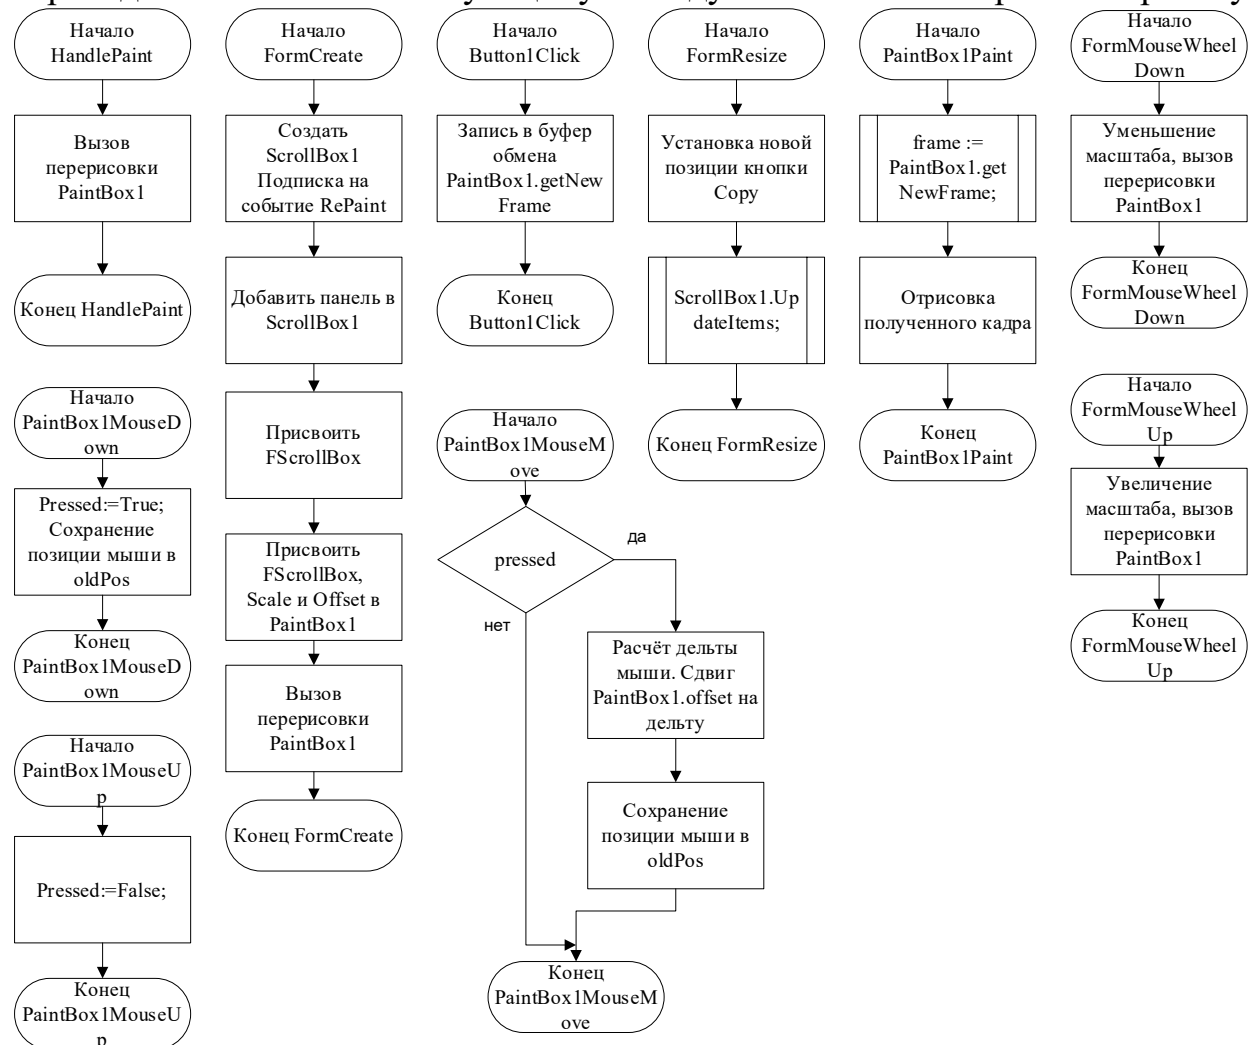 Начало
HandlePaint
Вызов
перерисовки
PaintBox1
Конец HandlePaint
Начало
PaintBox1MouseD
own
Pressed:=True;
Сохранение
позиции мыши в
oldPos
Конец
PaintBox1MouseD
own
Начало
PaintBox1MouseU
p
Pressed:=False;
Конец
PaintBox1MouseU
p
Начало
FormCreate
Создать
ScrollBox1
Подписка на
событие RePaint
Добавить панель в
ScrollBox1
Присвоить
FScrollBox
Присвоить
FScrollBox,
Scale и Offset в
PaintBox1
Вызов
перерисовки
PaintBox1
Конец FormCreate
Начало
Button1Click
Запись в буфер
обмена
PaintBox1.getNew
Frame
Конец
Button1Click
Начало
PaintBox1MouseM
ove
pressed
да
нет
Расчёт дельты
мыши. Сдвиг
PaintBox1.offset на
дельту
Сохранение
позиции мыши в
oldPos
Конец
PaintBox1MouseM
ove
Начало
FormResize
Установка новой
позиции кнопки
Copy
ScrollBox1.Up
dateItems;
Конец FormResize
Начало
PaintBox1Paint
frame :=
PaintBox1.get
NewFrame;
Отрисовка
полученного кадра
Конец
PaintBox1Paint
Начало
FormMouseWheel
Down
Уменьшение
масштаба, вызов
перерисовки
PaintBox1
Конец
FormMouseWheel
Down
Начало
FormMouseWheel
Up
Увеличение
масштаба, вызов
перерисовки
PaintBox1
Конец
FormMouseWheel
Up